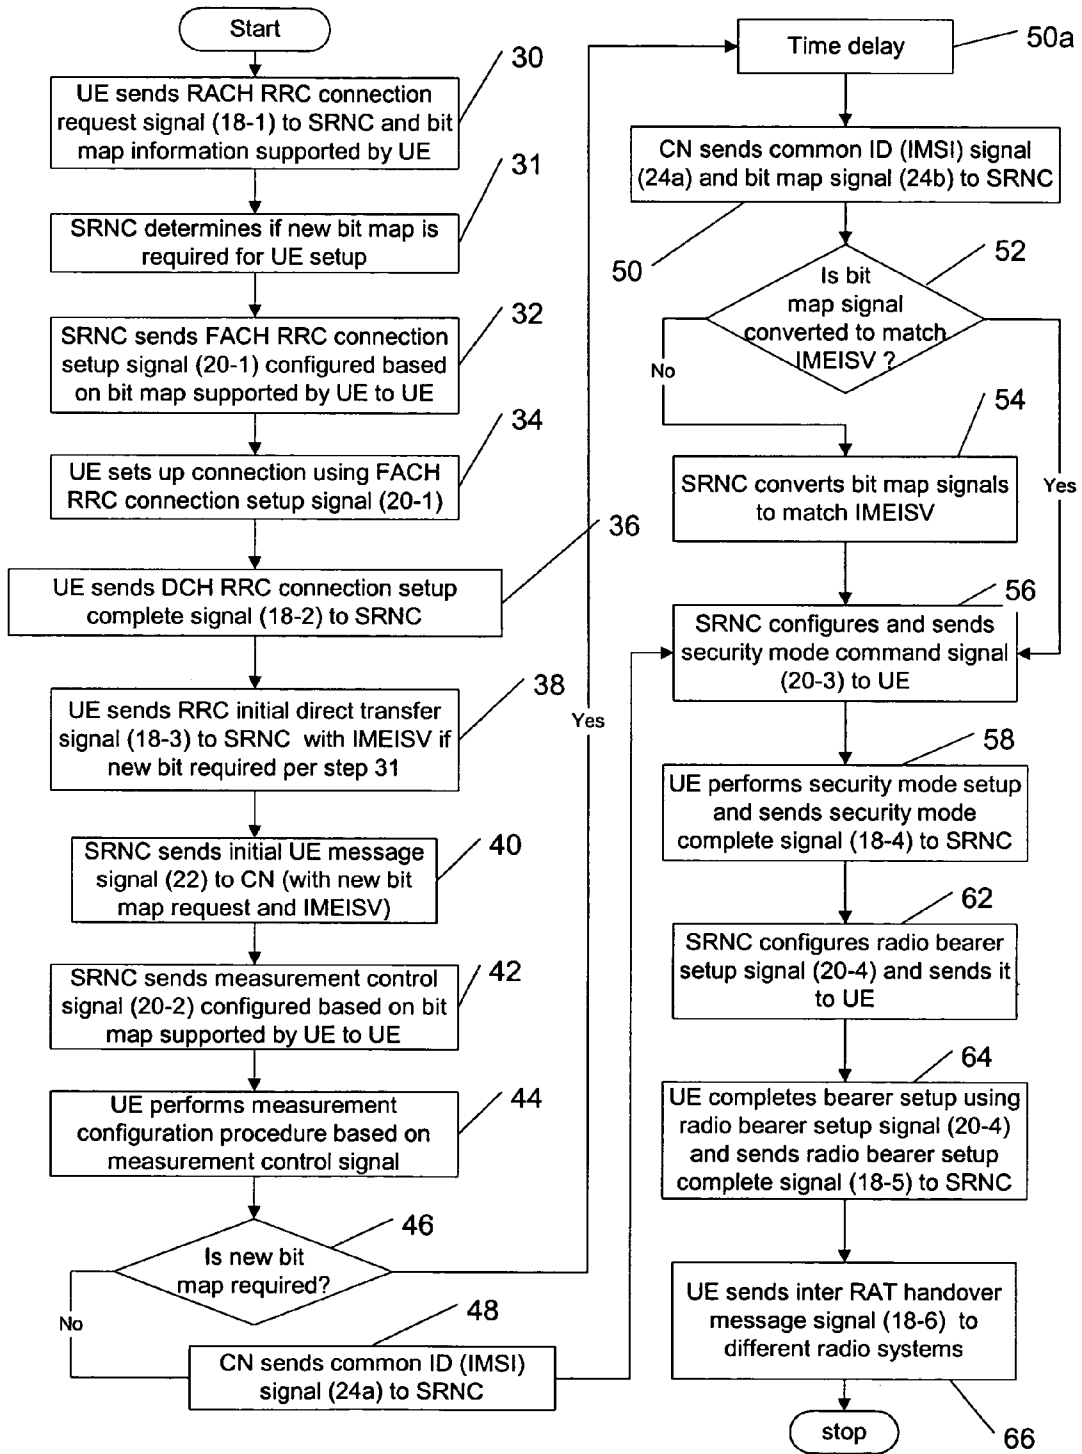 Start
30
UE sends RACH RRC connection
request signal (18-1) to SRNC and bit
map information supported by UE
31
SRNC determines if new bit map is
required for UE setup
32
SRNC sends FACH RRC connection
setup signal (20-1) configured based
on bit map supported by UE to UE
34
UE sets up connection using FACH
RRC connection setup signal (20-1)
36
UE sends DCH RRC connection setup
complete signal (18-2) to SRNC
38
UE sends RRC initial direct transfer
signal (18-3) to SRNC with IMEISV if
new bit required per step 31
Yes
40
SRNC sends initial UE message
signal (22) to CN (with new bit
map request and IMEISV)
42
SRNC sends measurement control
signal (20-2) configured based on bit
map supported by UE to UE
44
UE performs measurement
configuration procedure based on
measurement control signal
46
Is new bit
map required?
No
48
CN sends common ID (IMSI)
signal (24a) to SRNC
Time delay
50a
CN sends common ID (IMSI) signal
(24a) and bit map signal (24b) to SRNC
50
52
Is bit
map signal
converted to match
IMEISV ?
No
54
SRNC converts bit map signals
to match IMEISV
Yes
56
SRNC configures and sends
security mode command signal
(20-3) to UE
58
UE performs security mode setup
and sends security mode
complete signal (18-4) to SRNC
62
SRNC configures radio bearer
setup signal (20-4) and sends it
to UE
64
UE completes bearer setup using
radio bearer setup signal (20-4)
and sends radio bearer setup
complete signal (18-5) to SRNC
UE sends inter RAT handover
message signal (18-6) to
different radio systems
66
stop